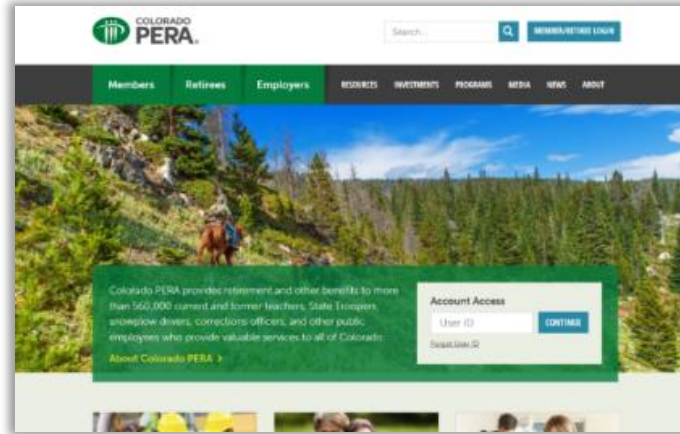 COLORADO
PERA
Search...
MEMBER/RETIREE LOGIN
Members Retirees Employers RESOURCES INVESTMENTS PROGRAMS MEDIA NEWS ABOUT
Colorado PERA provides retirement and other benefits to more
than 560,000 current and former teachers, State Troopers,
snowplow drivers, corrections officers, and other public
employees who provide valuable services to all of Colorado
About Colorado PERA >
Account Access
User ID CONTINUE
Forgot User ID